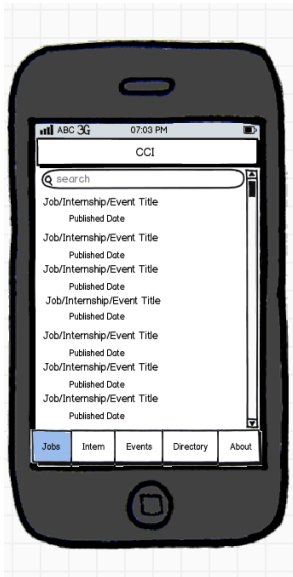 ABC 3G 07:03 PM
CCI
search
Job/Internship/Event Title
Published Date
Job/Internship/Event Title
Published Date
Job/Internship/Event Title
Published Date
Job/Internship/Event Title
Published Date
Job/Internship/Event Title
Published Date
Job/Internship/Event Title
Published Date
Job/Internship/Event Title
Published Date
Jobs Intern Events Directory About